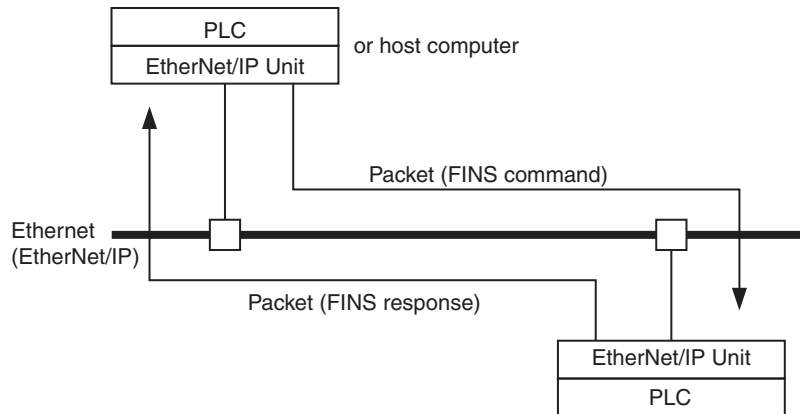 PLC
EtherNet/IP Unit
or host computer
Packet (FINS command)
Ethernet
(EtherNet/IP)
Packet (FINS response)
EtherNet/IP Unit
PLC